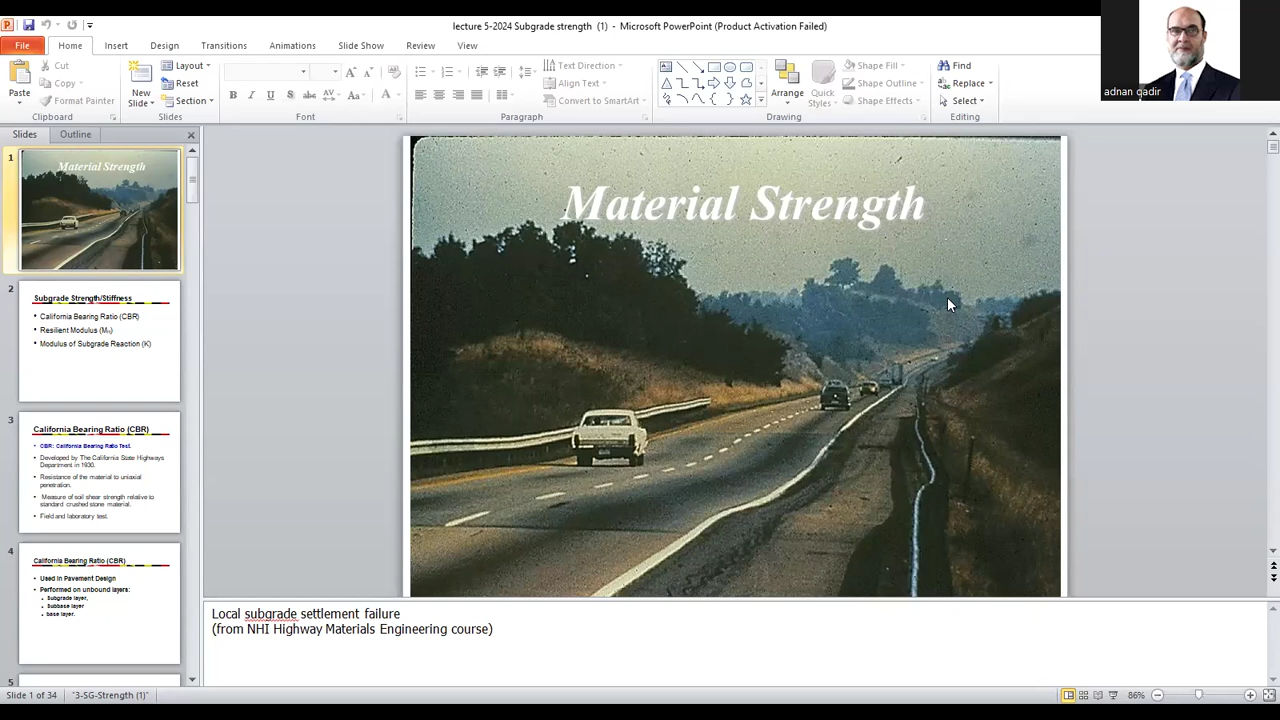 lecture 5-2024 Subgrade strength (1) - Microsoft PowerPoint (Product Activation Failed)
adnan qadir
File Home Insert Design Transitions Animations Slide Show Review View
Paste
Cut
Copy
Format Painter
Clipboard
New
Slide
Layout
Reset
Section
Slides
B I U S abc AV Aa A
Font
Text Direction
Align Text
Convert to SmartArt
Paragraph
Arrange
Quick
Styles
Shape Fill
Shape Outline
Shape Effects
Drawing
Find
Replace
Select
Editing
Slides Outline
1
Material Strength
2
Subgrade Strength/Stiffness
• California Bearing Ratio (CBR)
• Resilient Modulus (MR)
• Modulus of Subgrade Reaction (K)
3
California Bearing Ratio (CBR)
• CBR: California Bearing Ratio Test.
• Developed by The California State Highways
Department in 1930.
• Resistance of the material to uniaxial
penetration.
• Measure of soil shear strength relative to
standard crushed stone material.
• Field and laboratory test.
4
California Bearing Ratio (CBR)
• Used in Pavement Design
• Performed on unbound layers:
• Subgrade layer,
• Subbase layer
• base layer.
5
Material Strength
Local subgrade settlement failure
(from NHI Highway Materials Engineering course)
Slide 1 of 34 "3-SG-Strength (1)" 86%